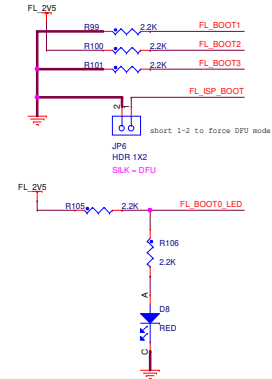 FL_2V5
R99 2.2K FL_BOOT1
R100 2.2K FL_BOOT2
R101 2.2K FL_BOOT3
FL_ISP_BOOT
2 1
short 1-2 to force DFU mode
JP6
HDR 1X2
SILK = DFU
FL_2V5
R105 2.2K FL_BOOT0_LED
R106
2.2K
A
D8
RED
C